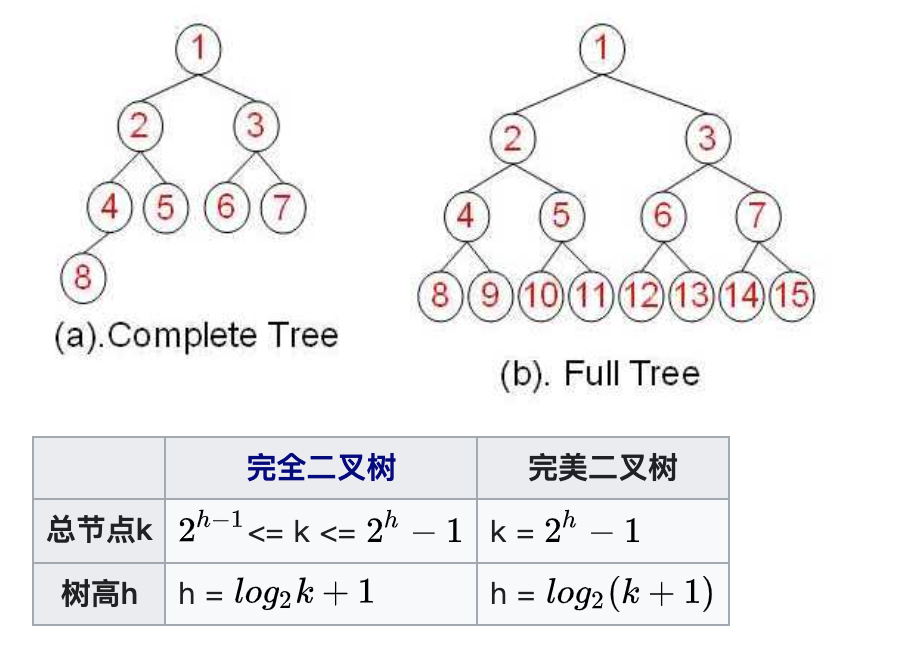 1
2 3
4 5 6 7
8
(a).Complete Tree
1
2 3
4 5 6 7
8 9 10 11 12 13 14 15
(b). Full Tree
完全二叉树 完美二叉树
总节点k 2^{h-1} <= k <= 2^h - 1 k = 2^h - 1
树高h h = log_2 k + 1 h = log_2(k + 1)